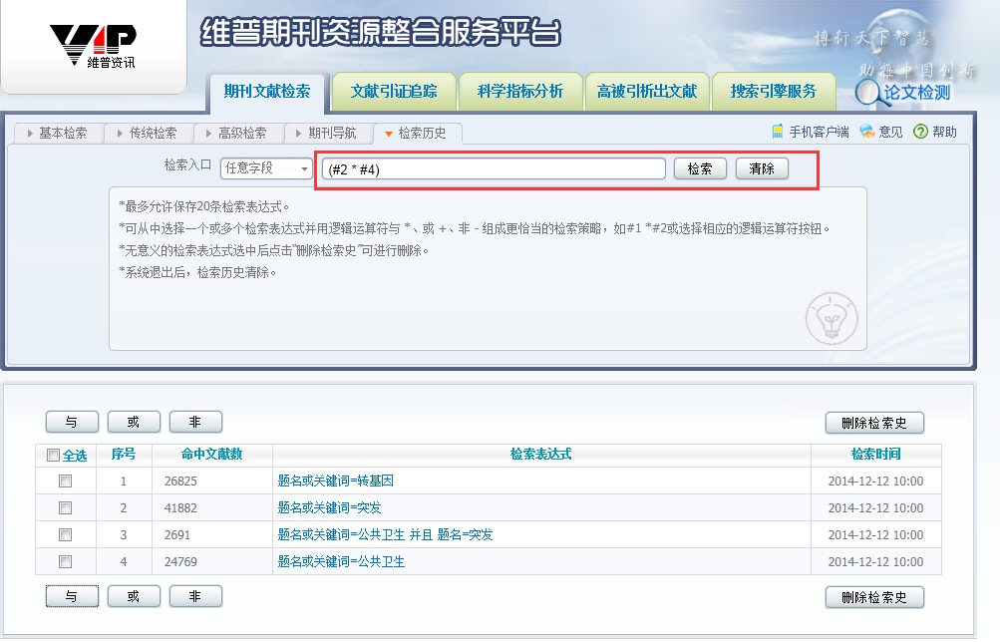 VIP
维普资讯
维普期刊资源整合服务平台
博衍天下智慧
助推中国创新
期刊文献检索 文献引证追踪 科学指标分析 高被引析出文献 搜索引擎服务 论文检测
基本检索 传统检索 高级检索 期刊导航 检索历史 手机客户端 意见 帮助
检索入口 任意字段 (#2 * #4) 检索 清除
*最多允许保存20条检索表达式。
*可从中选择一个或多个检索表达式并用逻辑运算符与 *、或 +、非 - 组成更恰当的检索策略，如#1 *#2或选择相应的逻辑运算符按钮。
*无意义的检索表达式选中后点击"删除检索史"可进行删除。
*系统退出后，检索历史清除。
与 或 非 删除检索史
全选 序号 命中文献数 检索表达式 检索时间
1 26825 题名或关键词=转基因 2014-12-12 10:00
2 41882 题名或关键词=突发 2014-12-12 10:00
3 2691 题名或关键词=公共卫生 并且 题名=突发 2014-12-12 10:00
4 24769 题名或关键词=公共卫生 2014-12-12 10:00
与 或 非 删除检索史